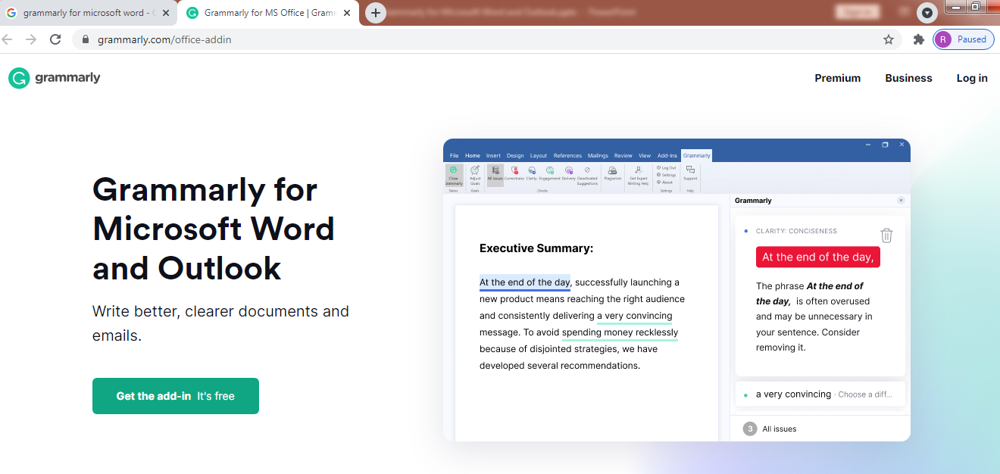 grammarly for microsoft word -
Grammarly for MS Office | Gramm
grammarly.com/office-addin
R
Paused
grammarly
Premium
Business
Log in
Grammarly for
Microsoft Word
and Outlook
Write better, clearer documents and
emails.
Get the add-in It's free
File Home Insert Design Layout References Mailings Review View Add-ins Grammarly
Close Grammarly
Adjust Goals
All Issues
Correctness
Clarity
Engagement
Delivery
Deactivated Suggestions
Plagiarism
Get Expert Writing Help
Log Out
Settings
About
Support
Status
Goals
Checks
Settings
Help
Executive Summary:
At the end of the day, successfully launching a
new product means reaching the right audience
and consistently delivering a very convincing
message. To avoid spending money recklessly
because of disjointed strategies, we have
developed several recommendations.
Grammarly
CLARITY: CONCISENESS
At the end of the day,
The phrase At the end of
the day, is often overused
and may be unnecessary in
your sentence. Consider
removing it.
a very convincing · Choose a diff...
3 All issues